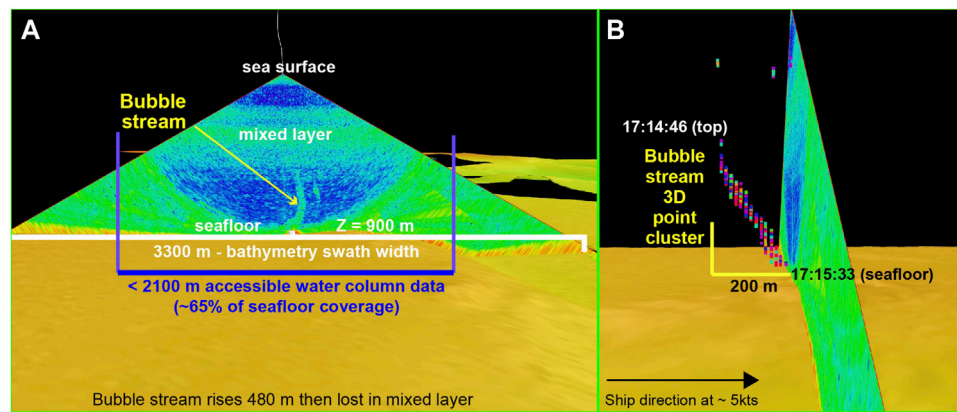 A
sea surface
Bubble
stream
mixed layer
seafloor
Z = 900 m
3300 m - bathymetry swath width
< 2100 m accessible water column data
(~65% of seafloor coverage)
Bubble stream rises 480 m then lost in mixed layer
B
17:14:46 (top)
Bubble
stream
3D
point
cluster
17:15:33 (seafloor)
200 m
Ship direction at ~ 5kts